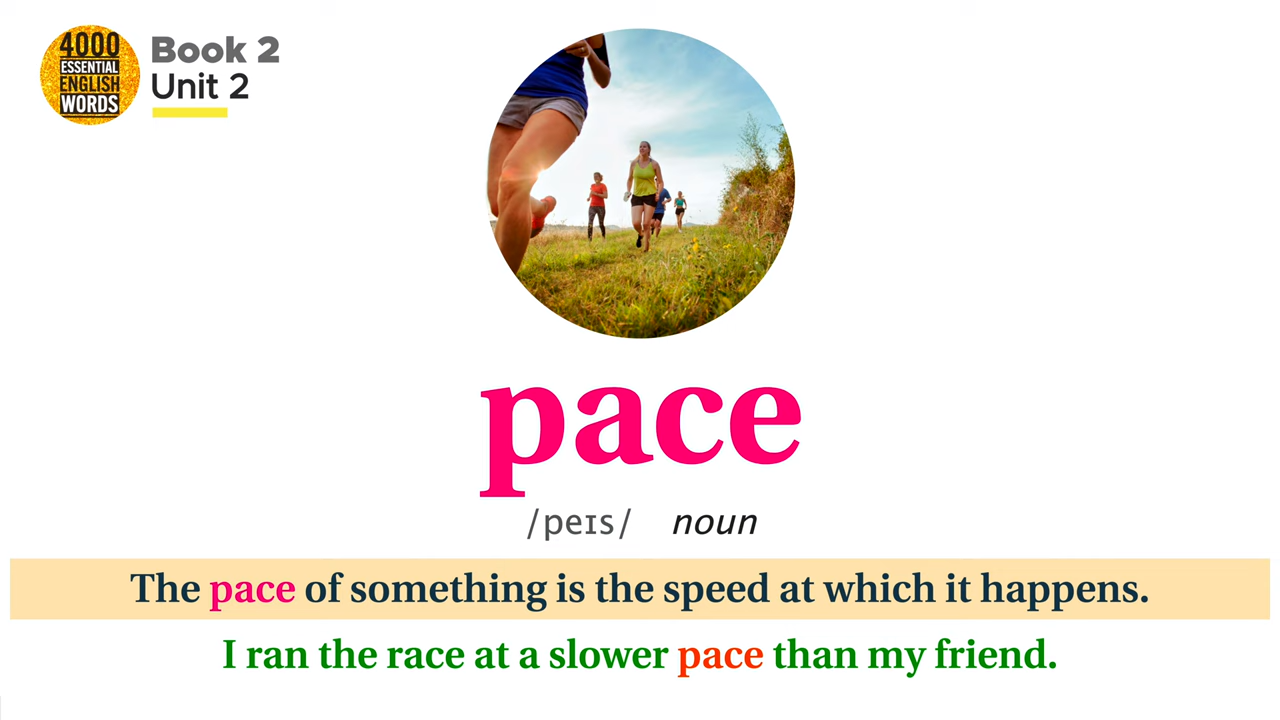 4000
ESSENTIAL
ENGLISH
WORDS
Book 2
Unit 2
pace
/peɪs/ noun
The pace of something is the speed at which it happens.
I ran the race at a slower pace than my friend.